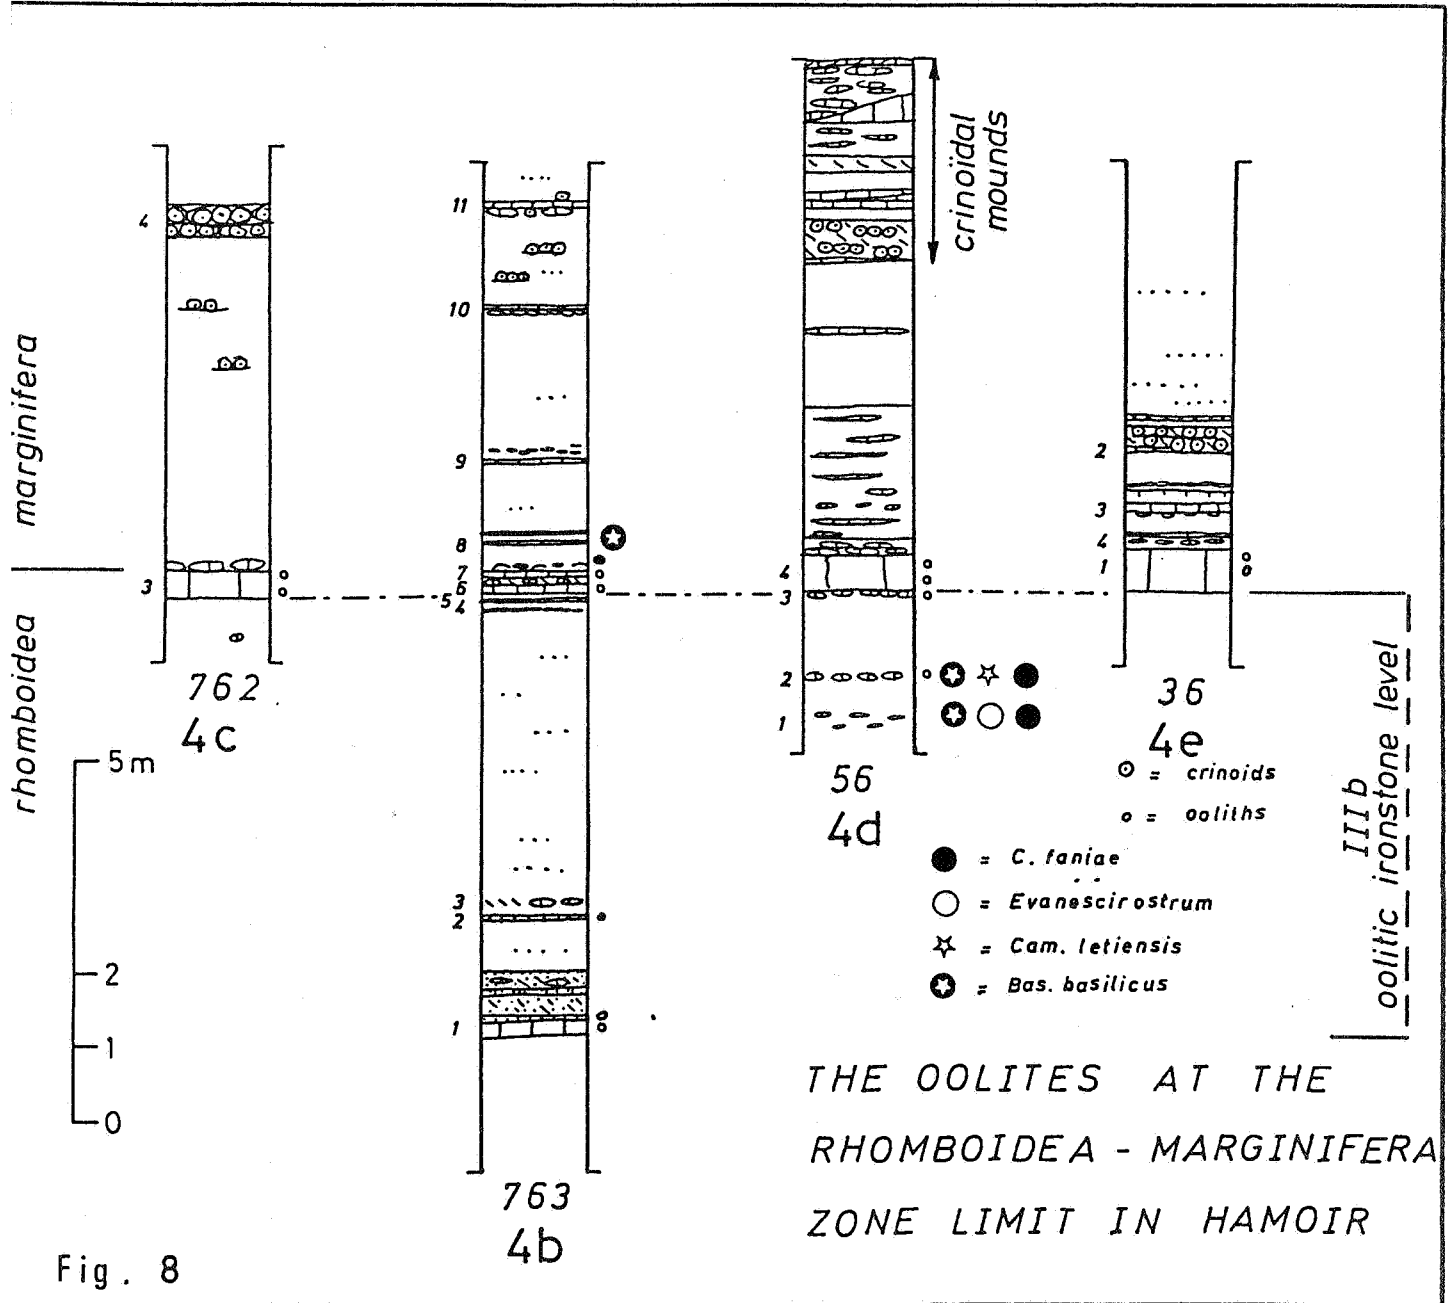 crinoïdal
mounds
marginifera
rhomboidea
4
3
762
4c
11
10
9
8
7
6
5
4
3
2
1
763
4b
4
3
2
1
56
4d
2
3
4
1
36
4e
5m
2
1
0
= crinoids
= ooliths
= C. faniae
= Evanescirostrum
= Cam. letiensis
= Bas. basilicus
IIIb
oolitic ironstone level
THE OOLITES AT THE
RHOMBOIDEA - MARGINIFERA
ZONE LIMIT IN HAMOIR
Fig. 8